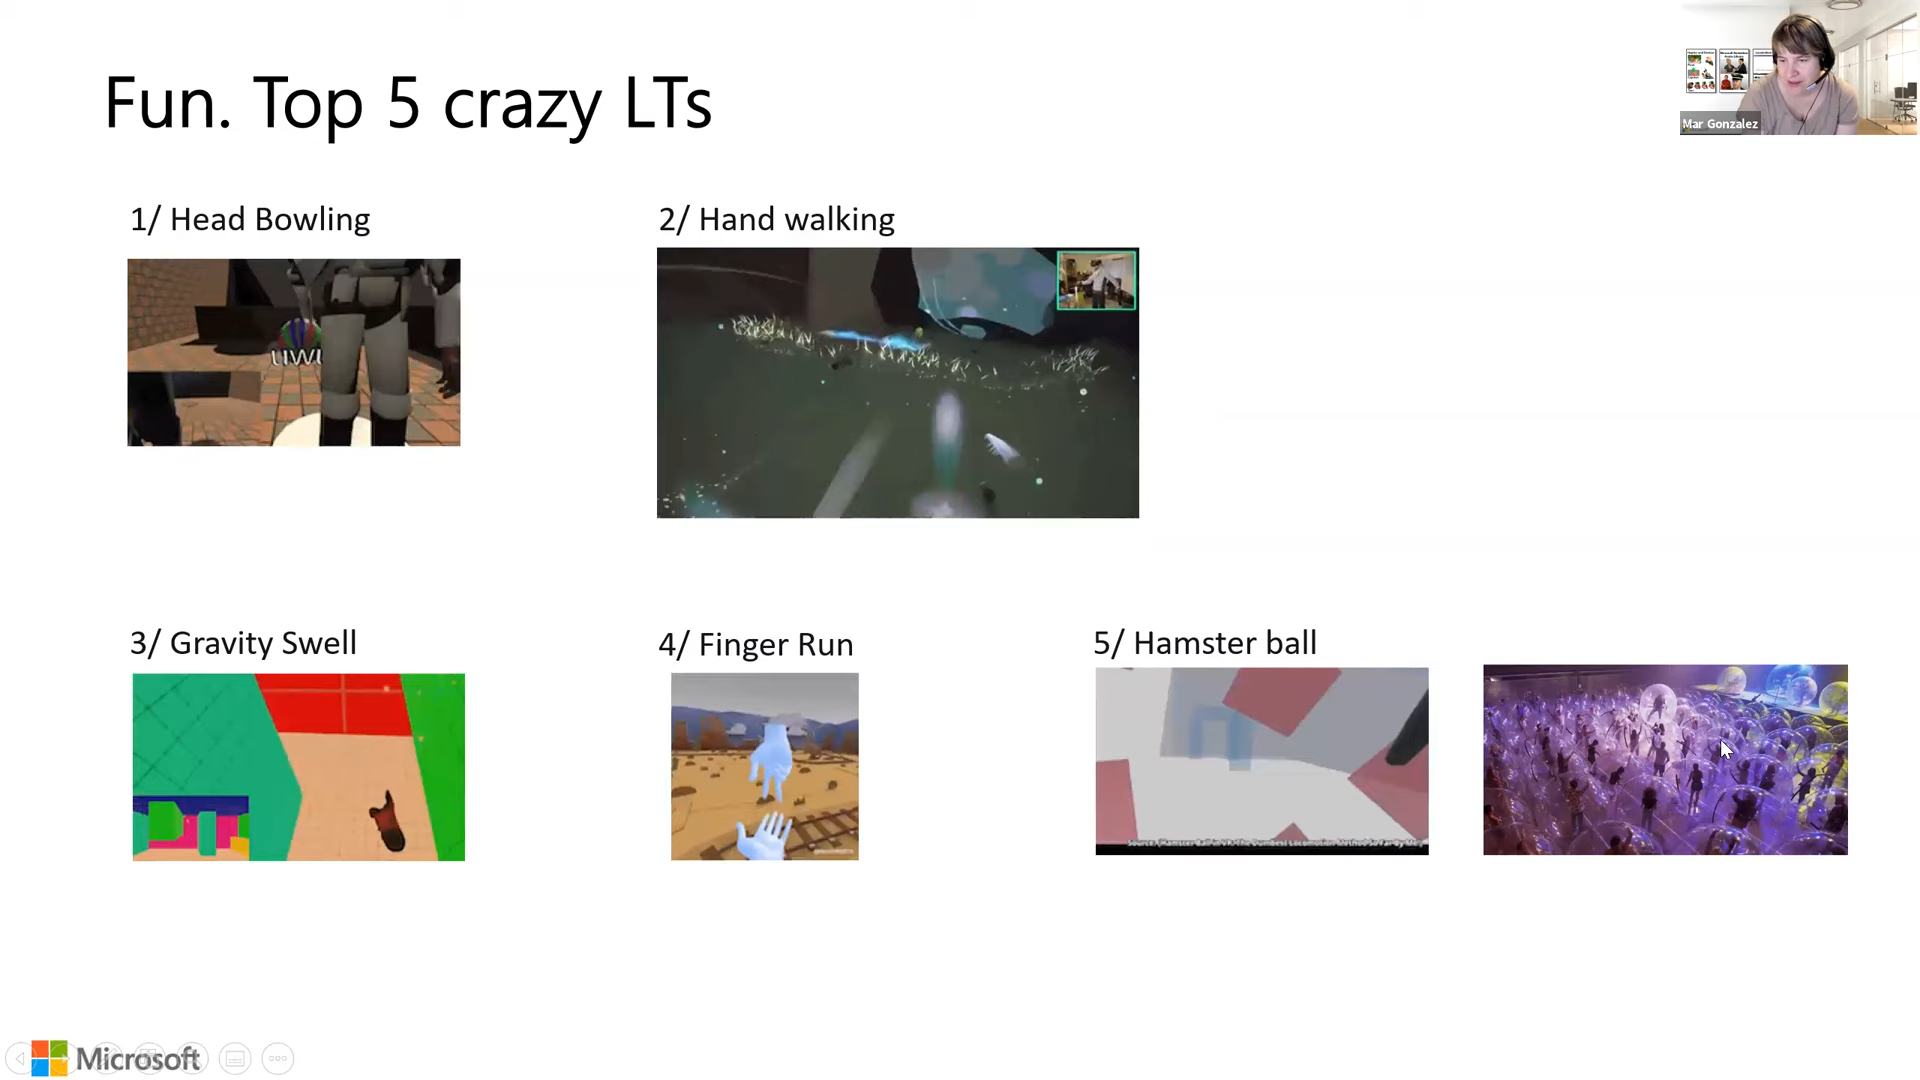 Fun. Top 5 crazy LTs
Mar Gonzalez
1/ Head Bowling
2/ Hand walking
3/ Gravity Swell
4/ Finger Run
5/ Hamster ball
Microsoft